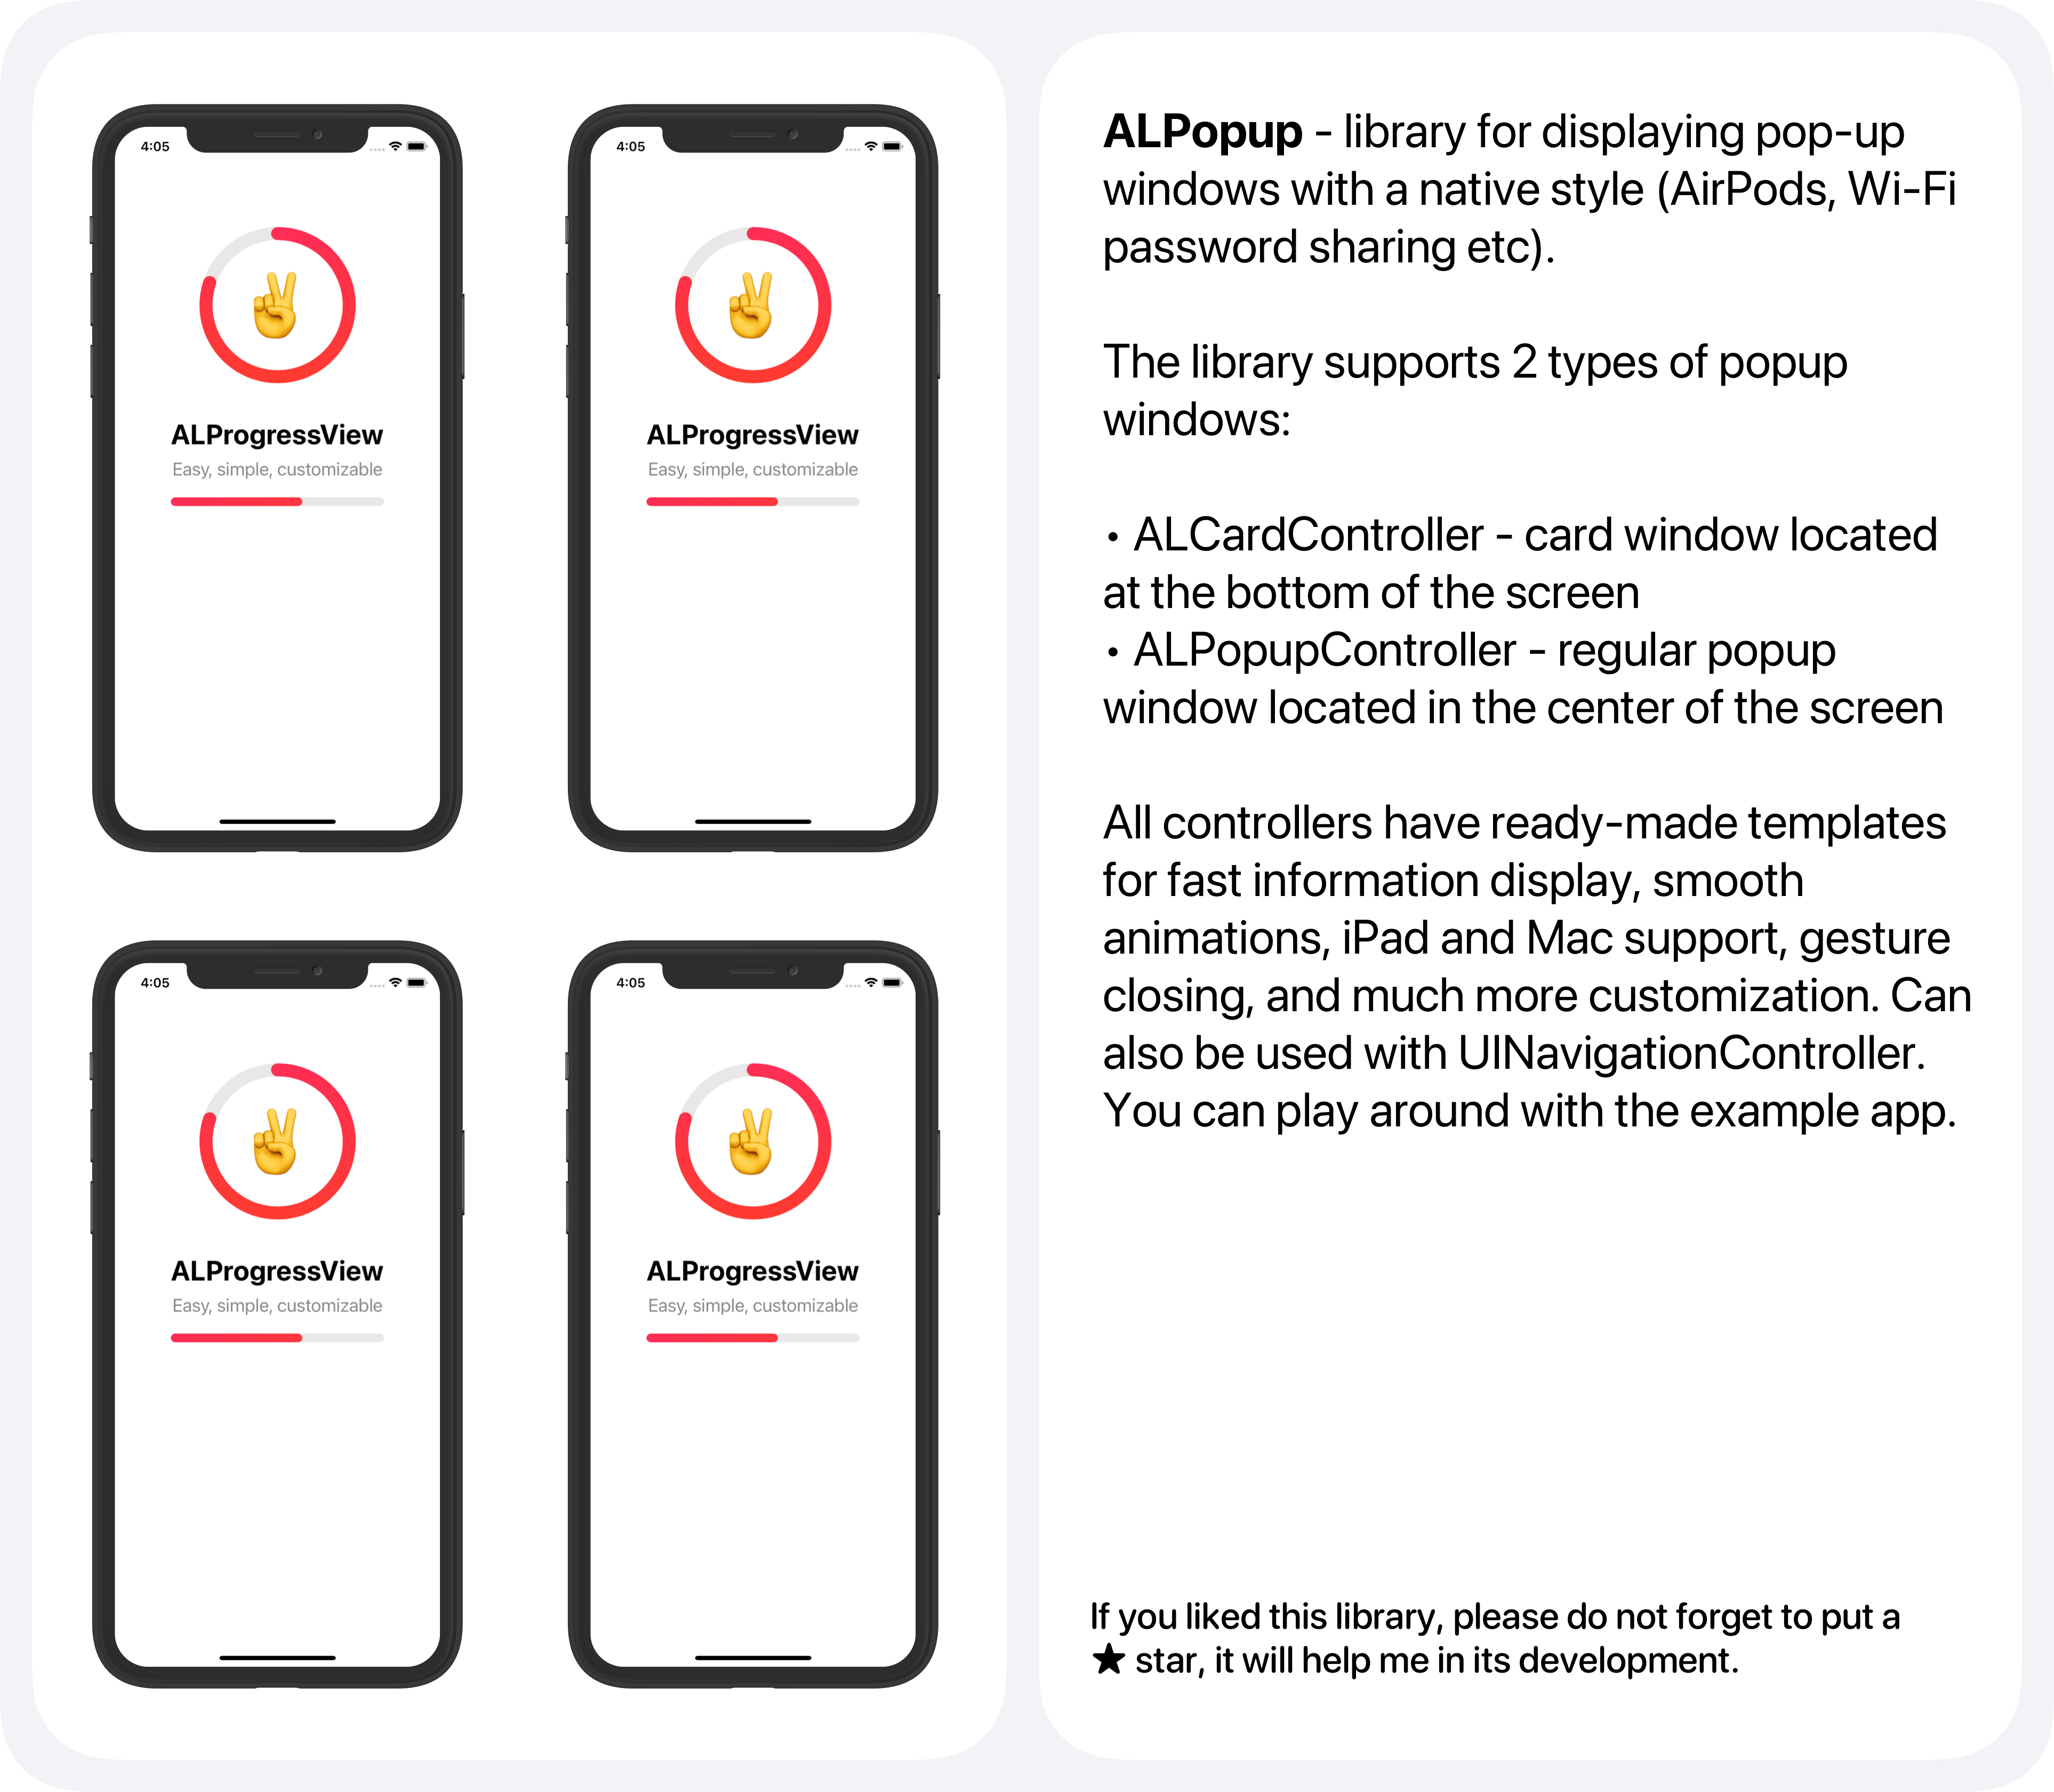 4:05
ALProgressView
Easy, simple, customizable
4:05
ALProgressView
Easy, simple, customizable
4:05
ALProgressView
Easy, simple, customizable
4:05
ALProgressView
Easy, simple, customizable
ALPopup - library for displaying pop-up
windows with a native style (AirPods, Wi-Fi
password sharing etc).
The library supports 2 types of popup
windows:
• ALCardController - card window located
at the bottom of the screen
• ALPopupController - regular popup
window located in the center of the screen
All controllers have ready-made templates
for fast information display, smooth
animations, iPad and Mac support, gesture
closing, and much more customization. Can
also be used with UINavigationController.
You can play around with the example app.
If you liked this library, please do not forget to put a
★ star, it will help me in its development.